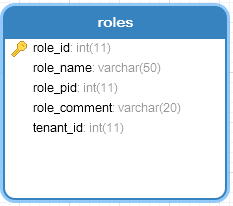 roles
role_id: int(11)
role_name: varchar(50)
role_pid: int(11)
role_comment: varchar(20)
tenant_id: int(11)